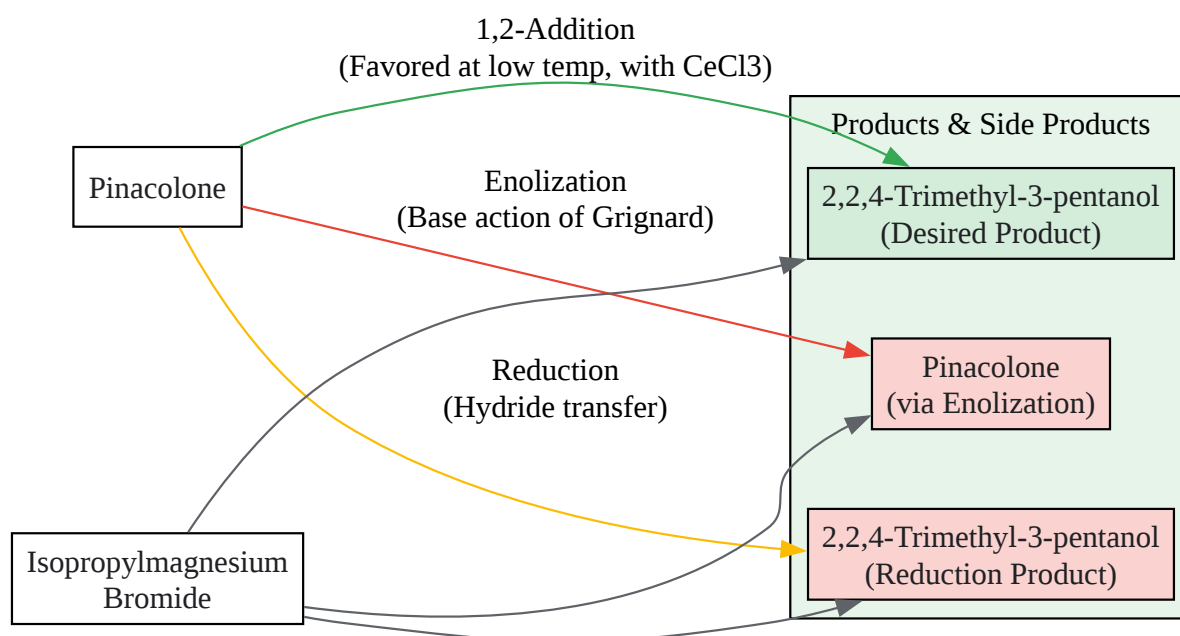 1,2-Addition
(Favored at low temp, with CeCl3)
Products & Side Products
Pinacolone
Enolization
(Base action of Grignard)
2,2,4-Trimethyl-3-pentanol
(Desired Product)
Reduction
(Hydride transfer)
Pinacolone
(via Enolization)
Isopropylmagnesium
Bromide
2,2,4-Trimethyl-3-pentanol
(Reduction Product)